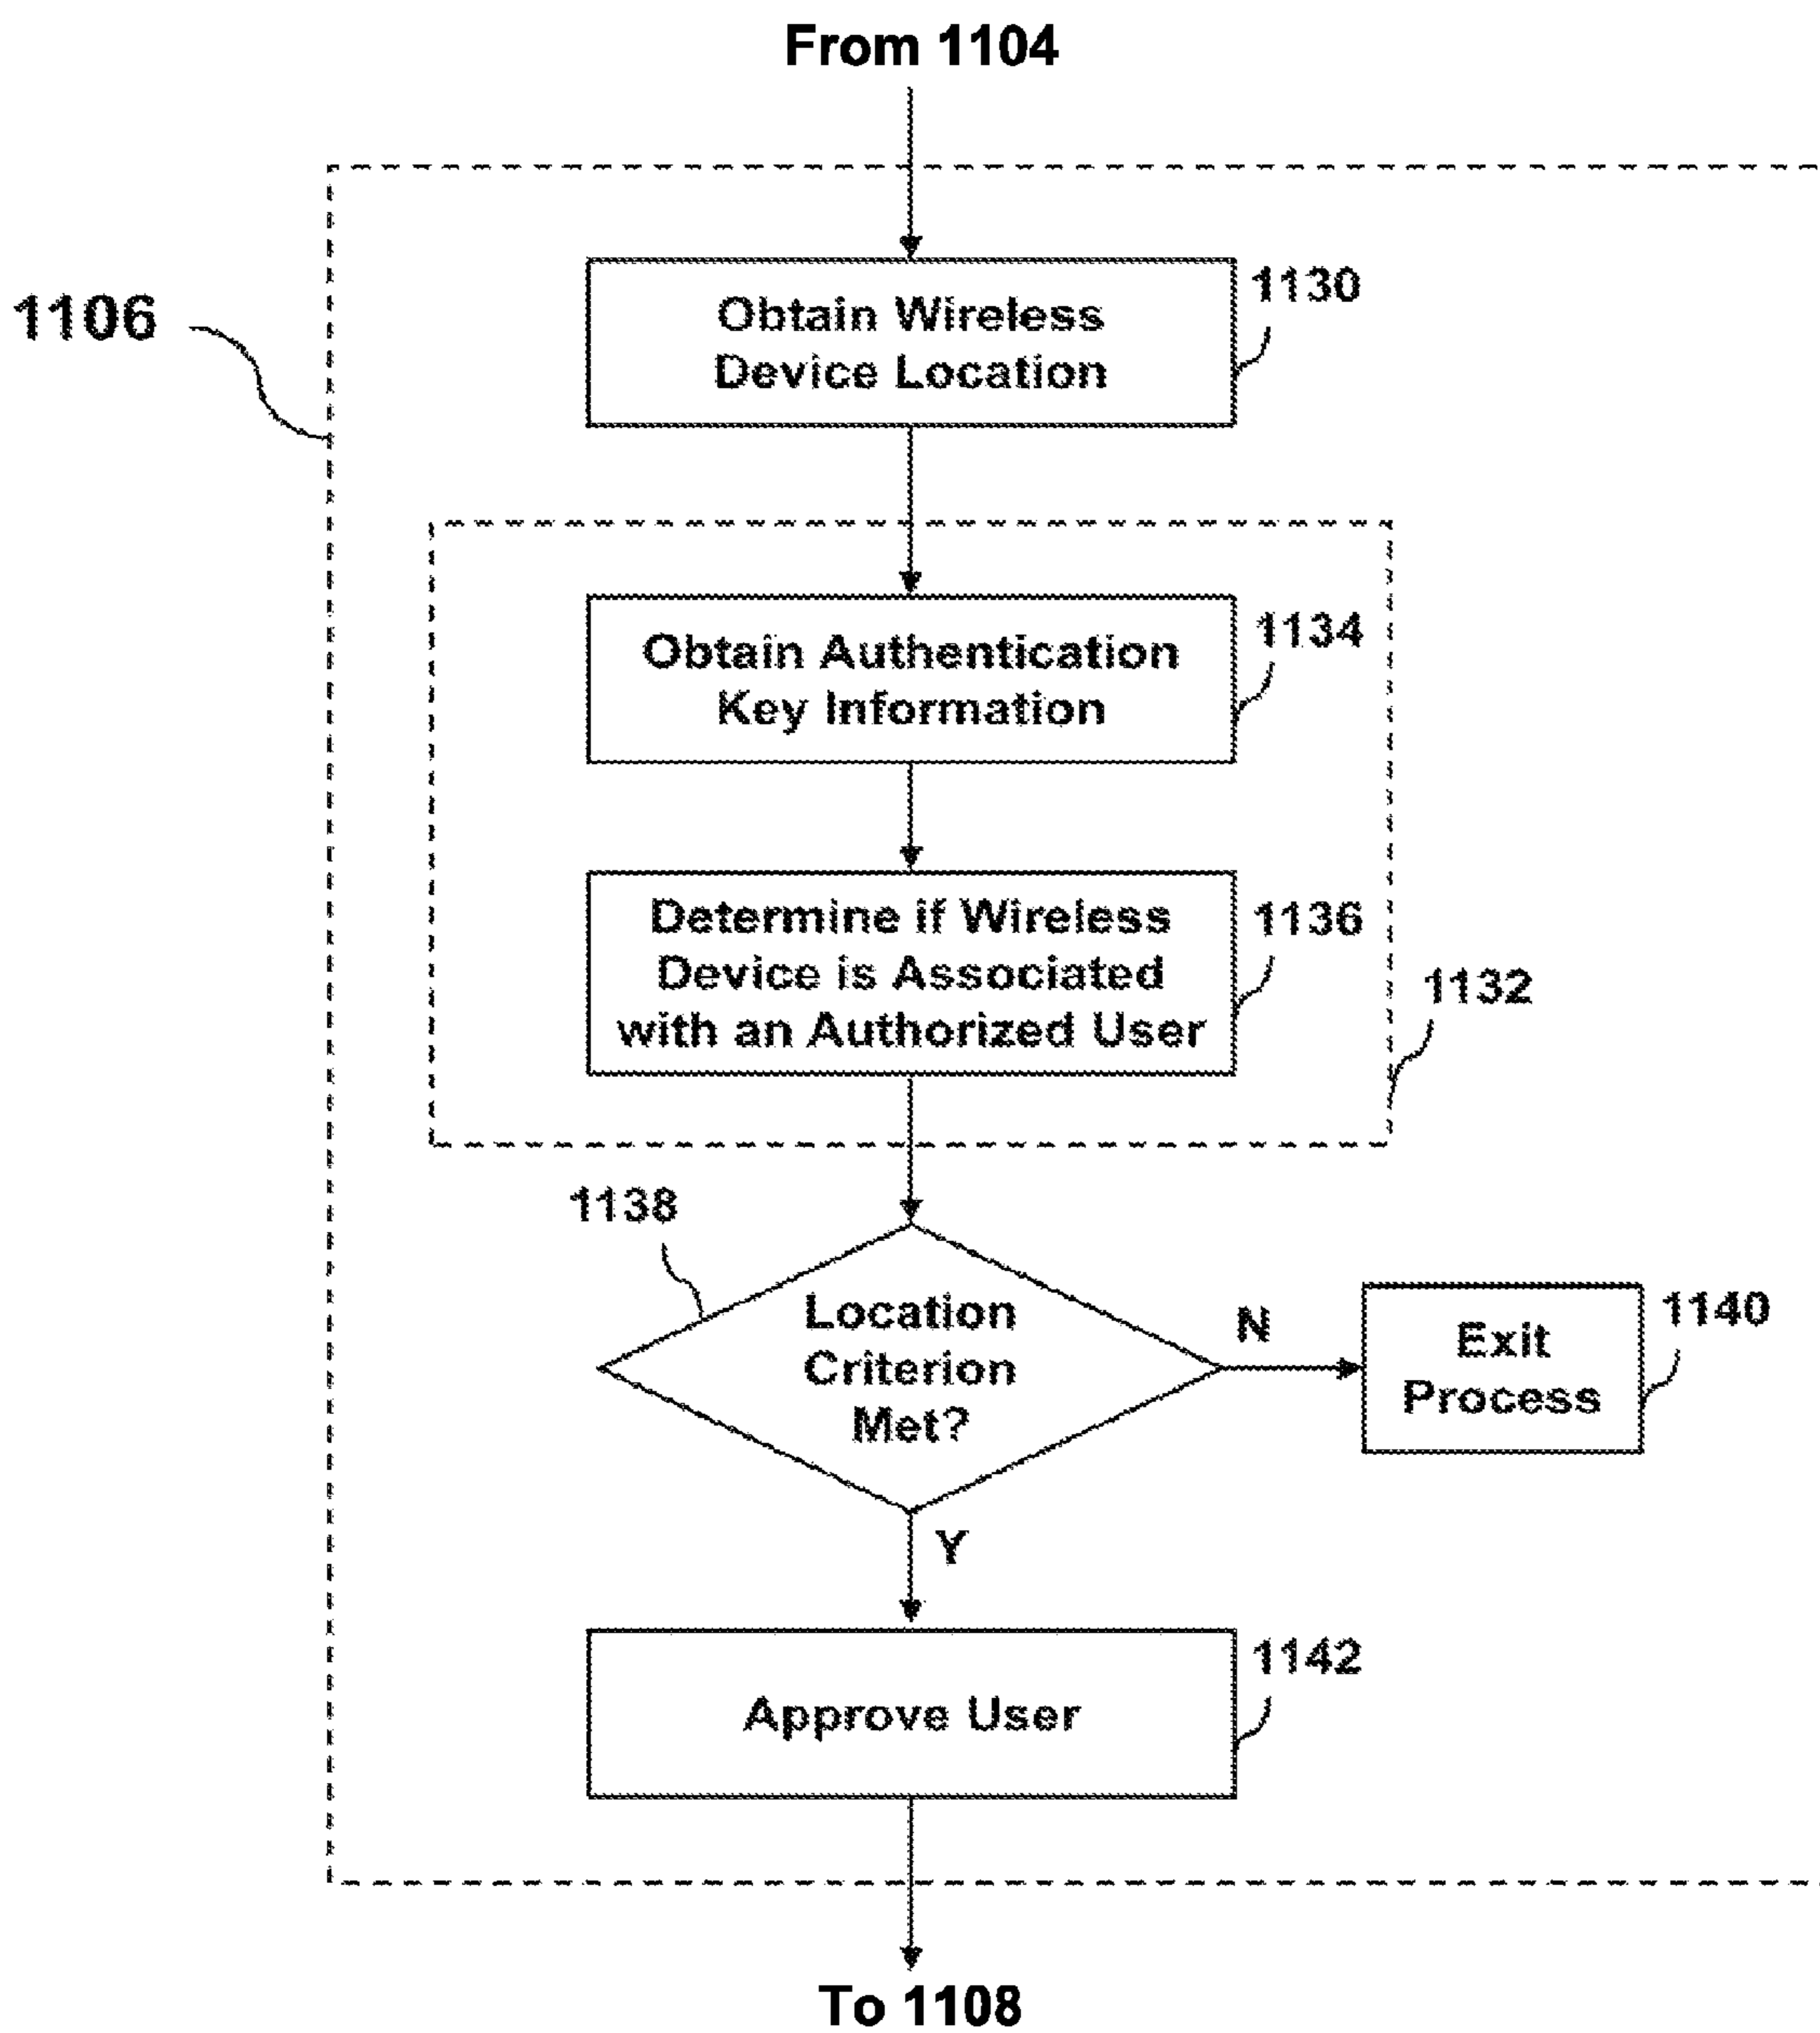 From 1104
1106
Obtain Wireless
Device Location
1130
Obtain Authentication
Key Information
1134
Determine if Wireless
Device is Associated
with an Authorized User
1136
1132
1138
Location
Criterion
Met?
N
Exit
Process
1140
Y
Approve User
1142
To 1108